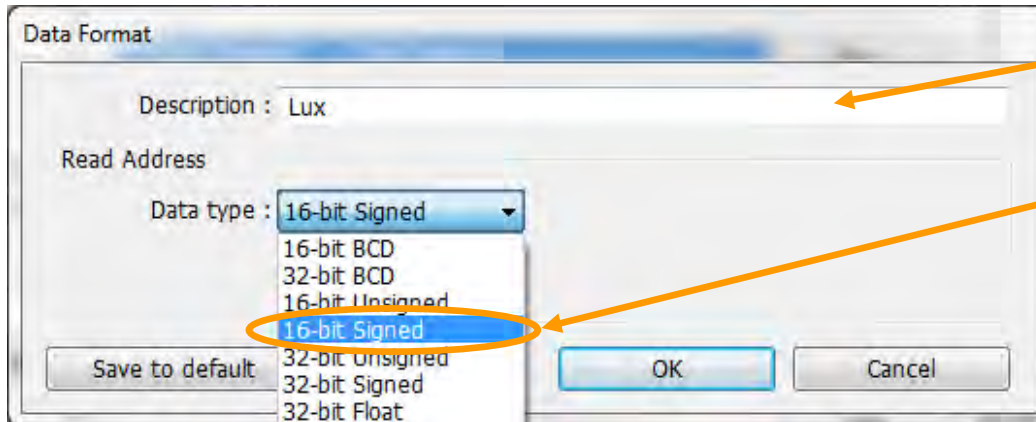 Data Format
Description : Lux
Read Address
Data type : 16-bit Signed
16-bit BCD
32-bit BCD
16-bit Unsigned
16-bit Signed
32-bit Unsigned
32-bit Signed
32-bit Float
Save to default
OK
Cancel